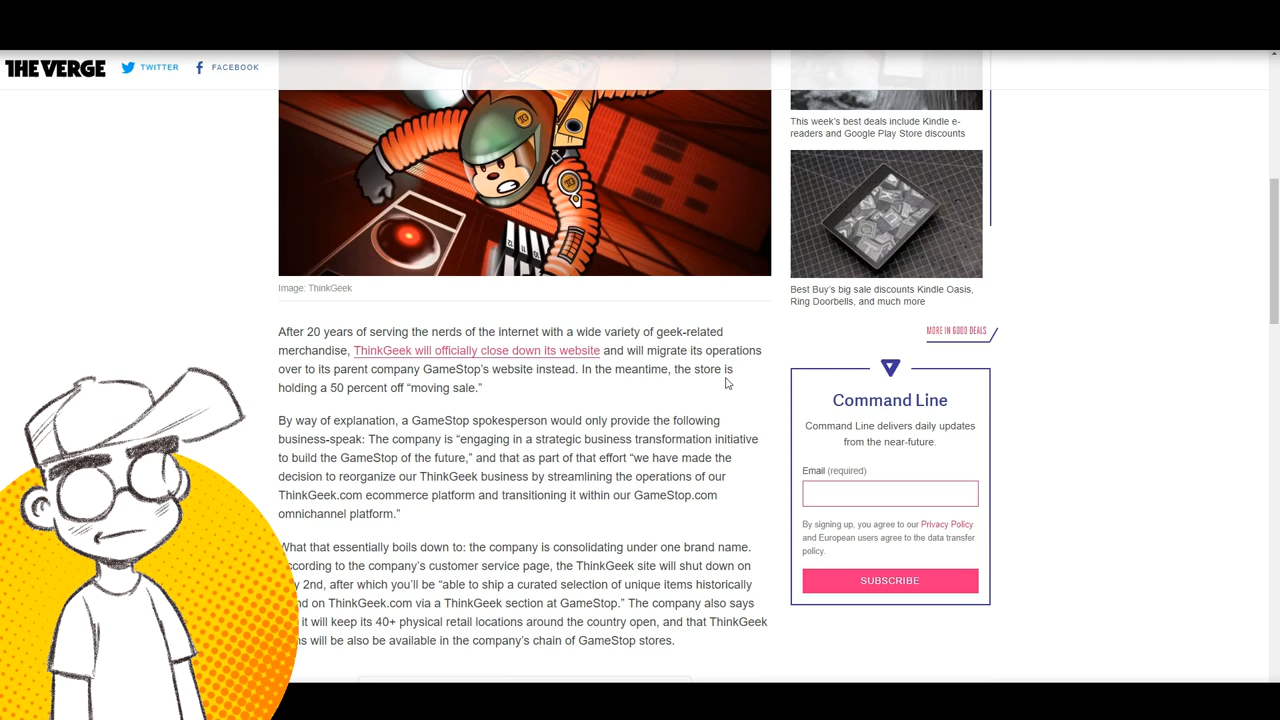 THE VERGE
TWITTER
FACEBOOK
This week's best deals include Kindle e-
readers and Google Play Store discounts
Best Buy's big sale discounts Kindle Oasis,
Ring Doorbells, and much more
MORE IN GOOD DEALS
Image: ThinkGeek
After 20 years of serving the nerds of the internet with a wide variety of geek-related
merchandise, ThinkGeek will officially close down its website and will migrate its operations
over to its parent company GameStop's website instead. In the meantime, the store is
holding a 50 percent off “moving sale.”
By way of explanation, a GameStop spokesperson would only provide the following
business-speak: The company is “engaging in a strategic business transformation initiative
to build the GameStop of the future,” and that as part of that effort “we have made the
decision to reorganize our ThinkGeek business by streamlining the operations of our
ThinkGeek.com ecommerce platform and transitioning it within our GameStop.com
omnichannel platform.”
What that essentially boils down to: the company is consolidating under one brand name.
ccording to the company's customer service page, the ThinkGeek site will shut down on
y 2nd, after which you'll be “able to ship a curated selection of unique items historically
nd on ThinkGeek.com via a ThinkGeek section at GameStop.” The company also says
it will keep its 40+ physical retail locations around the country open, and that ThinkGeek
ns will be also be available in the company's chain of GameStop stores.
Command Line
Command Line delivers daily updates
from the near-future.
Email (required)
By signing up, you agree to our Privacy Policy
and European users agree to the data transfer
policy.
SUBSCRIBE